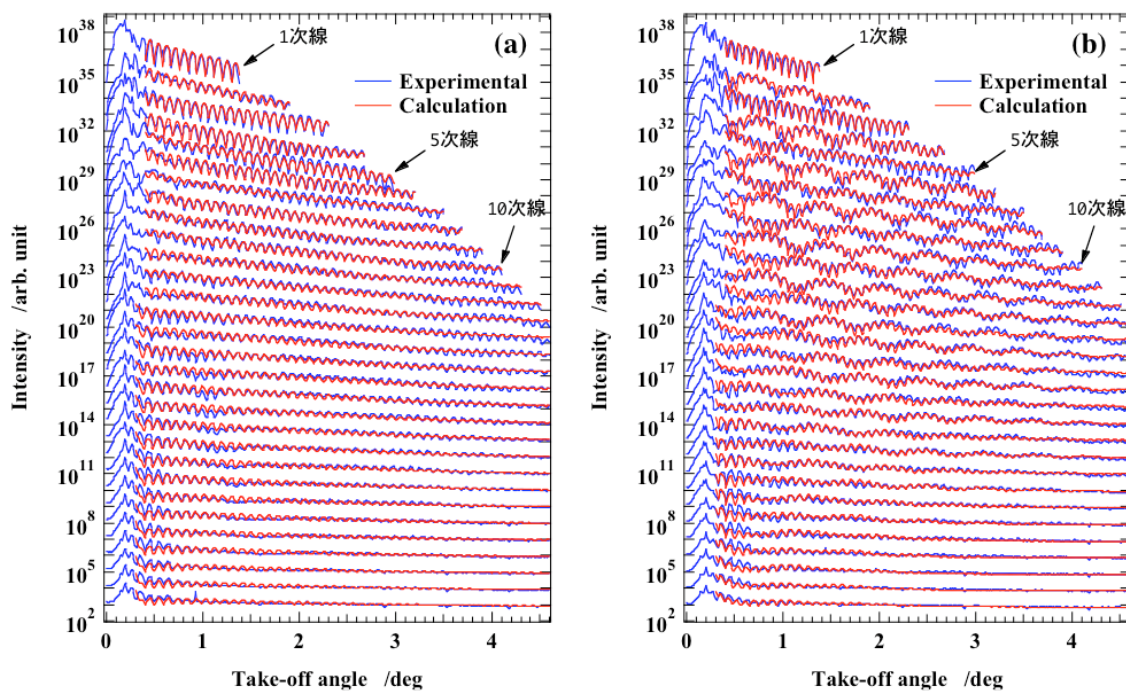 (a)
1次線
Experimental
Calculation
5次線
10次線
Intensity /arb. unit
10^38
10^35
10^32
10^29
10^26
10^23
10^20
10^17
10^14
10^11
10^8
10^5
10^2
0 1 2 3 4
Take-off angle /deg
(b)
1次線
Experimental
Calculation
5次線
10次線
Intensity /arb. unit
10^38
10^35
10^32
10^29
10^26
10^23
10^20
10^17
10^14
10^11
10^8
10^5
10^2
0 1 2 3 4
Take-off angle /deg